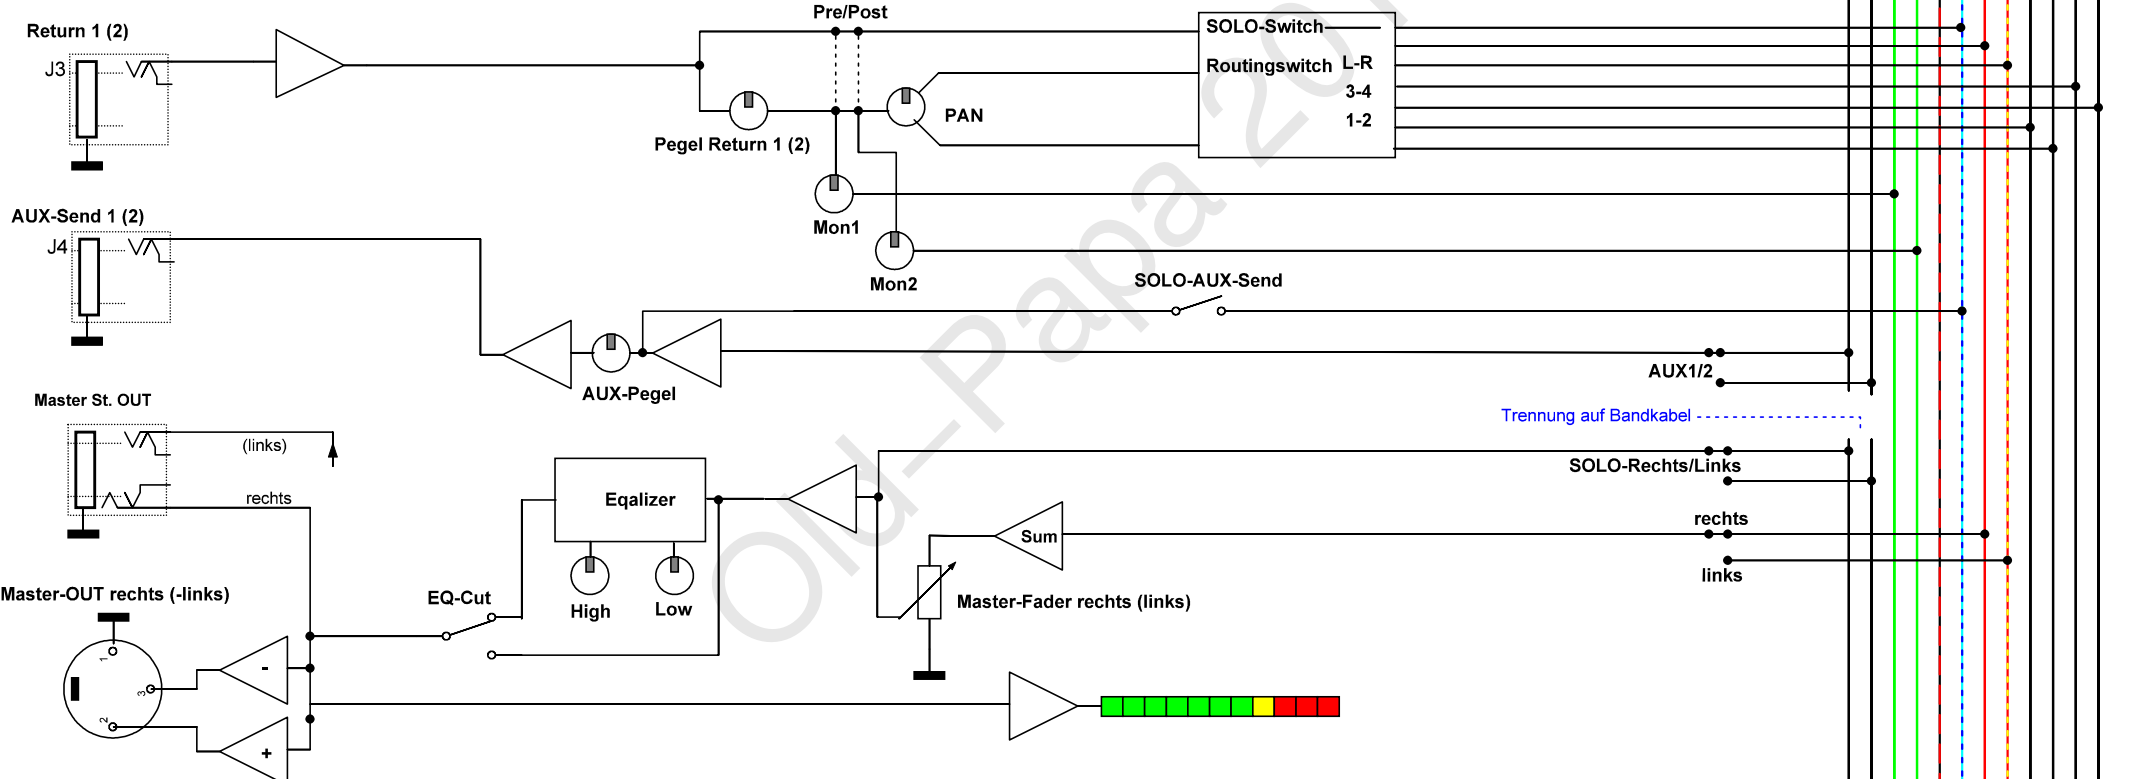 Pre/Post
Return 1 (2)
J3
SOLO-Switch
Routingswitch L-R
3-4
1-2
PAN
Pegel Return 1 (2)
Mon1
Mon2
AUX-Send 1 (2)
J4
SOLO-AUX-Send
AUX-Pegel
AUX1/2
Master St. OUT
(links)
rechts
Trennung auf Bandkabel
SOLO-Rechts/Links
Eqalizer
High
Low
EQ-Cut
Sum
rechts
links
Master-Fader rechts (links)
Master-OUT rechts (-links)
1
3
2
-
+
Old-Papa 201